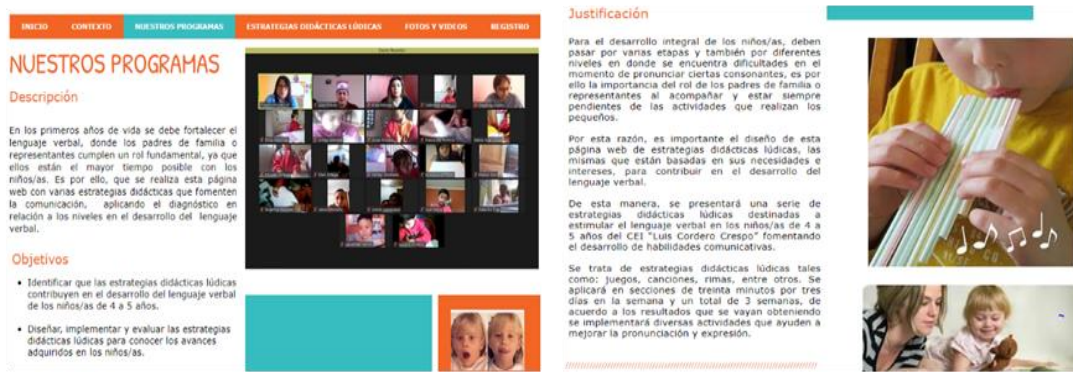 INICIO CONTEXTO NUESTROS PROGRAMAS ESTRATEGIAS DIDÁCTICAS LÚDICAS FOTOS Y VIDEOS REGISTRO
NUESTROS PROGRAMAS
Descripción
En los primeros años de vida se debe fortalecer el
lenguaje verbal, donde los padres de familia o
representantes cumplen un rol fundamental, ya que
ellos están el mayor tiempo posible con los
niños/as. Es por ello, que se realiza esta página
web con varias estrategias didácticas que fomenten
la comunicación, aplicando el diagnóstico en
relación a los niveles en el desarrollo del lenguaje
verbal.
Objetivos
• Identificar que las estrategias didácticas lúdicas
contribuyen en el desarrollo del lenguaje verbal
de los niños/as de 4 a 5 años.
• Diseñar, implementar y evaluar las estrategias
didácticas lúdicas para conocer los avances
adquiridos en los niños/as.
Justificación
Para el desarrollo integral de los niños/as, deben
pasar por varias etapas y también por diferentes
niveles en donde se encuentra dificultades en el
momento de pronunciar ciertas consonantes, es por
ello la importancia del rol de los padres de familia o
representantes al acompañar y estar siempre
pendientes de las actividades que realizan los
pequeños.
Por esta razón, es importante el diseño de esta
página web de estrategias didácticas lúdicas, las
mismas que están basadas en sus necesidades e
intereses, para contribuir en el desarrollo del
lenguaje verbal.
De esta manera, se presentará una serie de
estrategias didácticas lúdicas destinadas a
estimular el lenguaje verbal en los niños/as de 4 a
5 años del CEI "Luis Cordero Crespo" fomentando
el desarrollo de habilidades comunicativas.
Se trata de estrategias didácticas lúdicas tales
como: juegos, canciones, rimas, entre otros. Se
aplicará en secciones de treinta minutos por tres
días en la semana y un total de 3 semanas, de
acuerdo a los resultados que se vayan obteniendo
se implementará diversas actividades que ayuden a
mejorar la pronunciación y expresión.